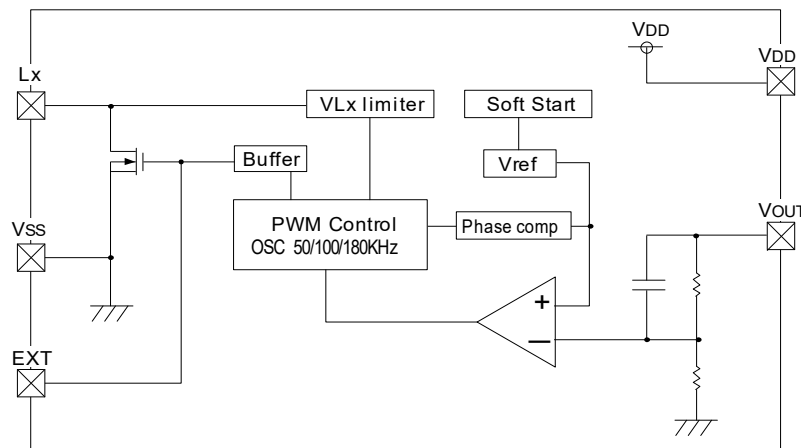 VDD
VDD
Lx
VLx limiter
Soft Start
Buffer
Vref
PWM Control
OSC 50/100/180KHz
Phase comp
VSS
VOUT
+
—
EXT